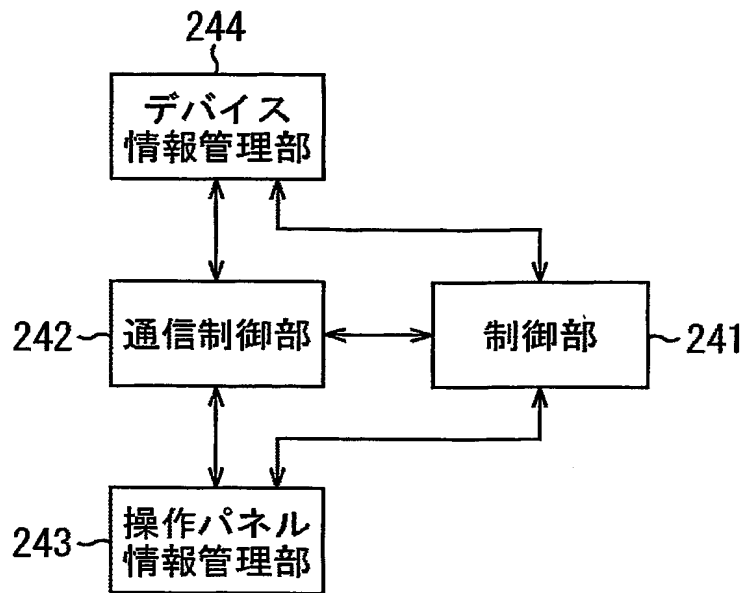 244
デバイス
情報管理部
242
通信制御部
制御部
241
243
操作パネル
情報管理部